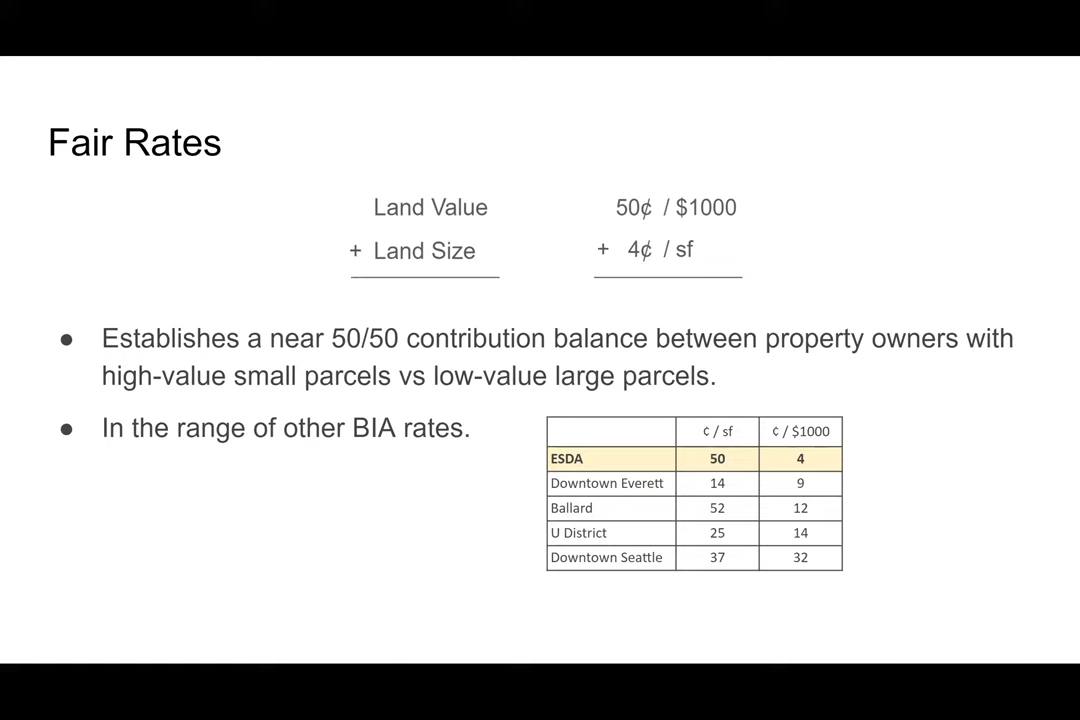 Fair Rates
Land Value 50¢ / $1000
+ Land Size + 4¢ / sf
● Establishes a near 50/50 contribution balance between property owners with
high-value small parcels vs low-value large parcels.
● In the range of other BIA rates.
¢ / sf ¢ / $1000
ESDA 50 4
Downtown Everett 14 9
Ballard 52 12
U District 25 14
Downtown Seattle 37 32